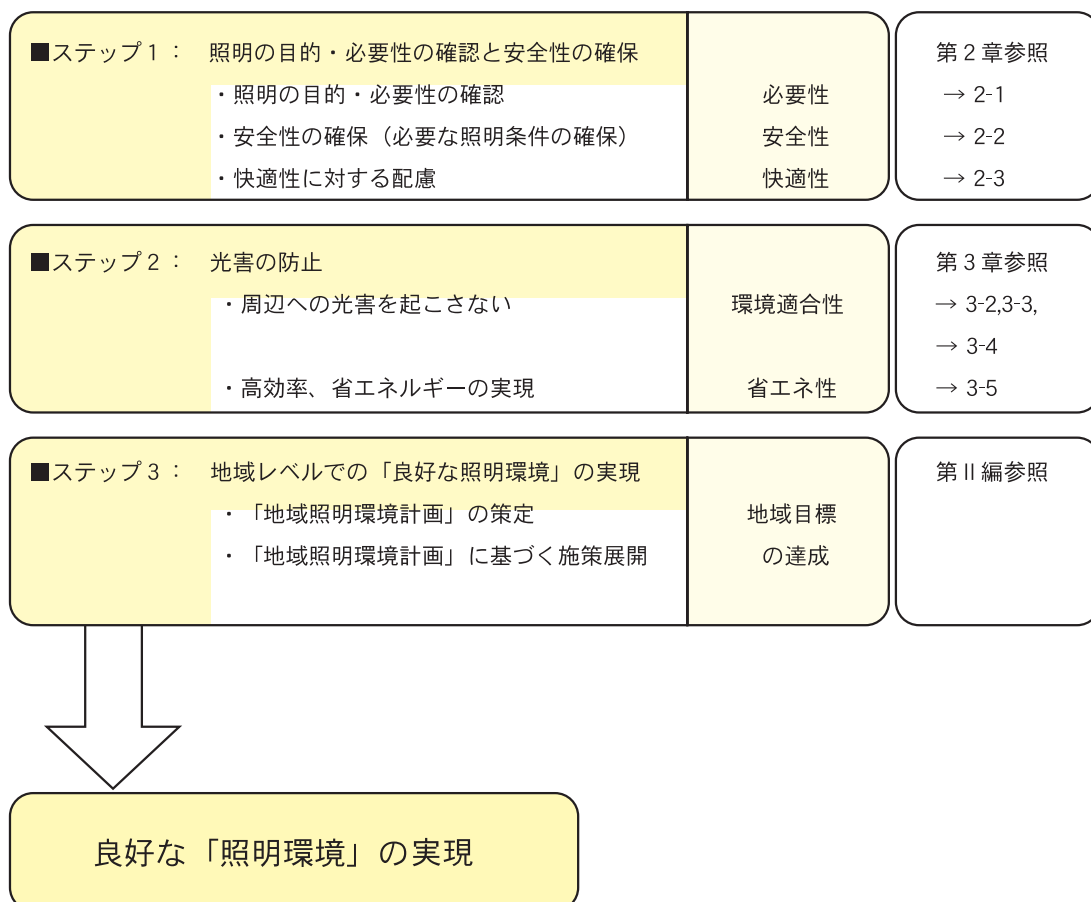 ■ステップ1： 照明の目的・必要性の確認と安全性の確保 第2章参照
・照明の目的・必要性の確認 必要性 → 2-1
・安全性の確保（必要な照明条件の確保） 安全性 → 2-2
・快適性に対する配慮 快適性 → 2-3
■ステップ2： 光害の防止 第3章参照
・周辺への光害を起こさない 環境適合性 → 3-2,3-3,
→ 3-4
・高効率、省エネルギーの実現 省エネ性 → 3-5
■ステップ3： 地域レベルでの「良好な照明環境」の実現 第II編参照
・「地域照明環境計画」の策定 地域目標
・「地域照明環境計画」に基づく施策展開 の達成
良好な「照明環境」の実現